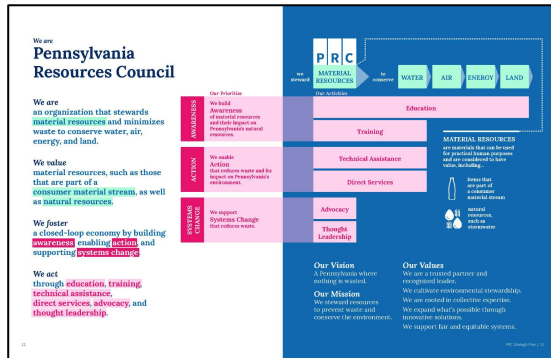 We are
Pennsylvania
Resources Council
We are
an organization that stewards
material resources and minimizes
waste to conserve water, air,
energy, and land.
We value
material resources, such as those
that are part of a
consumer material stream, as well
as natural resources.
We foster
a closed-loop economy by building
awareness, enabling action, and
supporting systems change
We act
through education, training,
technical assistance,
direct services, advocacy, and
thought leadership.
12
Our Priorities
AWARENESS
We build
Awareness
of material resources
and their impact on
Pennsylvania's natural
resources.
ACTION
We enable
Action
that reduces waste and its
impact on Pennsylvania's
environment.
SYSTEMS
CHANGE
We support
Systems Change
that reduces waste.
PRC
we
steward
MATERIAL
RESOURCES
to
conserve
WATER
AIR
ENERGY
LAND
Our Activities
Education
Training
Technical Assistance
Direct Services
Advocacy
Thought
Leadership
MATERIAL RESOURCES
are materials that can be used
for practical human purposes
and are considered to have
value, including...
items that
are part
of a
consumer
material stream
natural
resources,
such as
stormwater
Our Vision
A Pennsylvania where
nothing is wasted.
Our Mission
We steward resources
to prevent waste and
conserve the environment.
Our Values
We are a trusted partner and
recognized leader.
We cultivate environmental stewardship.
We are rooted in collective expertise.
We expand what's possible through
innovative solutions.
We support fair and equitable systems.
PRC Strategic Plan | 13